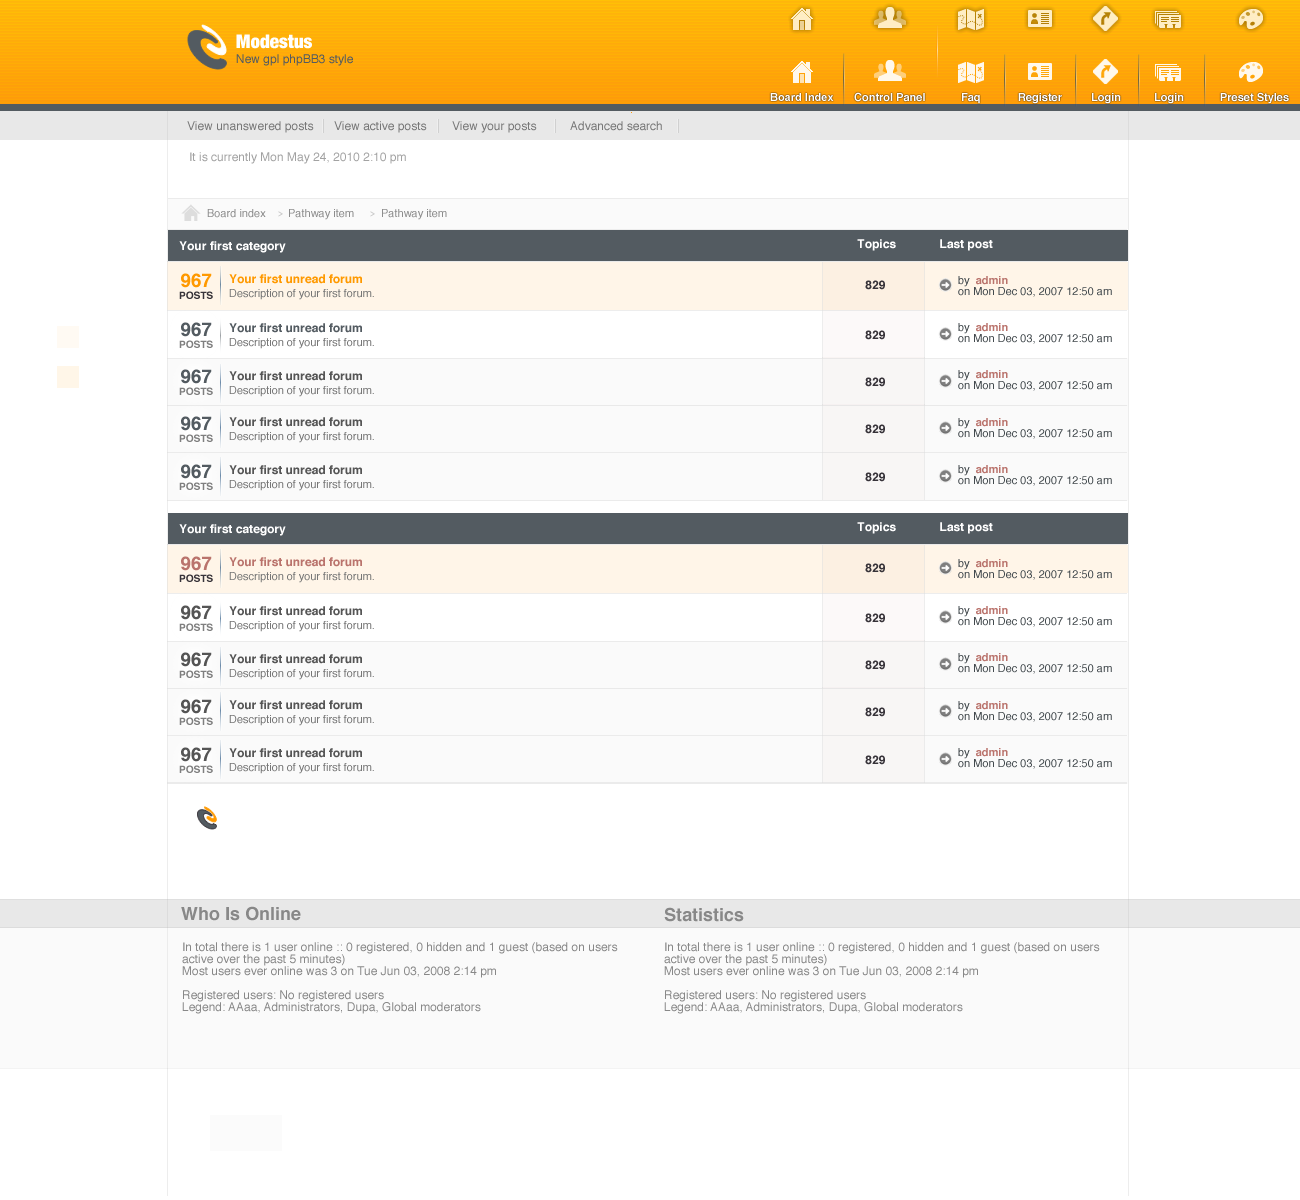 Modestus
New gpl phpBB3 style
Board Index Control Panel Faq Register Login Login Preset Styles
View unanswered posts View active posts View your posts Advanced search
It is currently Mon May 24, 2010 2:10 pm
Board index > Pathway item > Pathway item
Your first category Topics Last post
967 POSTS
Your first unread forum
Description of your first forum.
829
by admin
on Mon Dec 03, 2007 12:50 am
967 POSTS
Your first unread forum
Description of your first forum.
829
by admin
on Mon Dec 03, 2007 12:50 am
967 POSTS
Your first unread forum
Description of your first forum.
829
by admin
on Mon Dec 03, 2007 12:50 am
967 POSTS
Your first unread forum
Description of your first forum.
829
by admin
on Mon Dec 03, 2007 12:50 am
967 POSTS
Your first unread forum
Description of your first forum.
829
by admin
on Mon Dec 03, 2007 12:50 am
Your first category Topics Last post
967 POSTS
Your first unread forum
Description of your first forum.
829
by admin
on Mon Dec 03, 2007 12:50 am
967 POSTS
Your first unread forum
Description of your first forum.
829
by admin
on Mon Dec 03, 2007 12:50 am
967 POSTS
Your first unread forum
Description of your first forum.
829
by admin
on Mon Dec 03, 2007 12:50 am
967 POSTS
Your first unread forum
Description of your first forum.
829
by admin
on Mon Dec 03, 2007 12:50 am
967 POSTS
Your first unread forum
Description of your first forum.
829
by admin
on Mon Dec 03, 2007 12:50 am
Who Is Online
In total there is 1 user online :: 0 registered, 0 hidden and 1 guest (based on users
active over the past 5 minutes)
Most users ever online was 3 on Tue Jun 03, 2008 2:14 pm
Registered users: No registered users
Legend: AAaa, Administrators, Dupa, Global moderators
Statistics
In total there is 1 user online :: 0 registered, 0 hidden and 1 guest (based on users
active over the past 5 minutes)
Most users ever online was 3 on Tue Jun 03, 2008 2:14 pm
Registered users: No registered users
Legend: AAaa, Administrators, Dupa, Global moderators